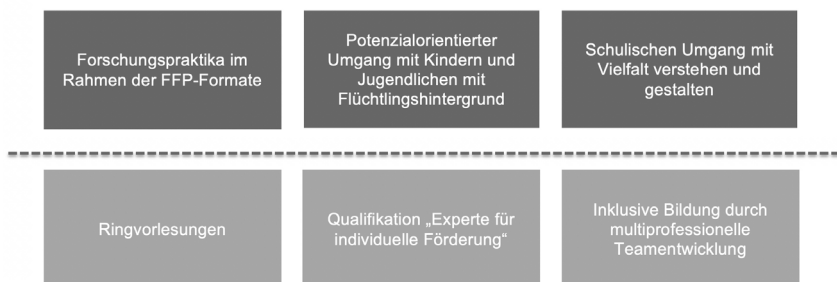 Forschungspraktika im
Rahmen der FFP-Formate
Potenzialorientierter
Umgang mit Kindern und
Jugendlichen mit
Flüchtlingshintergrund
Schulischen Umgang mit
Vielfalt verstehen und
gestalten
Ringvorlesungen
Qualifikation „Experte für
individuelle Förderung“
Inklusive Bildung durch
multiprofessionelle
Teamentwicklung